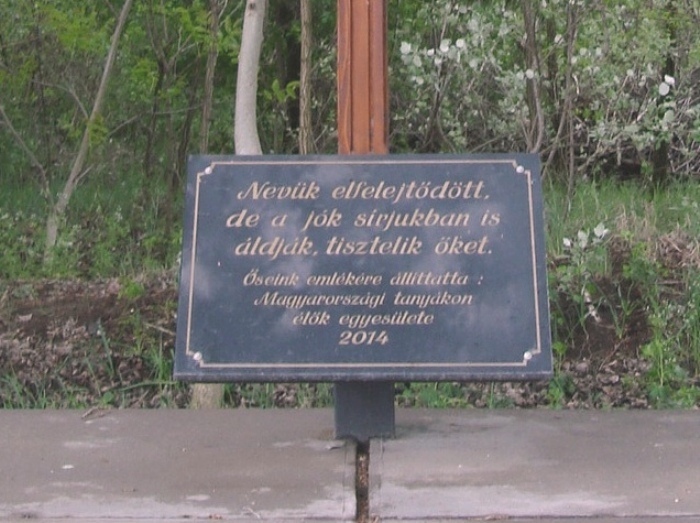 Nevük elfelejtődött,
de a jók sírjukban is
áldják, tisztelik őket.
Őseink emlékére állíttatta :
Magyarországi tanyákon
élők egyesülete
2014